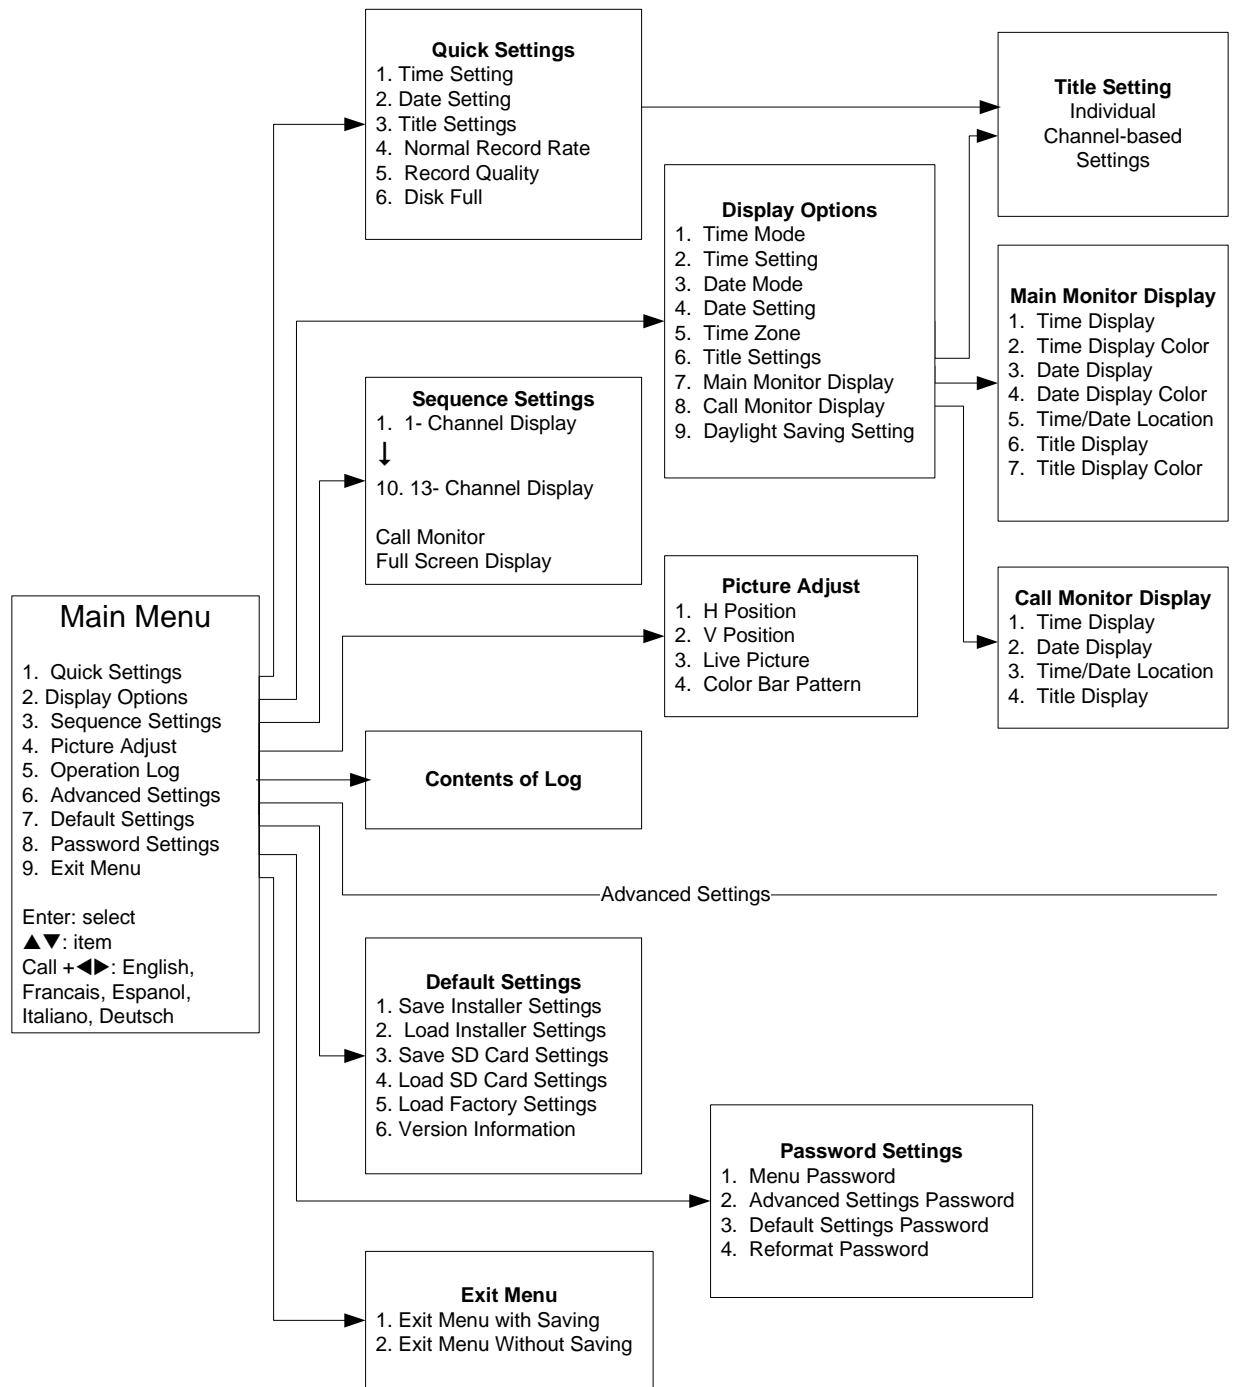 Quick Settings
1. Time Setting
2. Date Setting
3. Title Settings
4. Normal Record Rate
5. Record Quality
6. Disk Full
Title Setting
Individual
Channel-based
Settings
Display Options
1. Time Mode
2. Time Setting
3. Date Mode
4. Date Setting
5. Time Zone
6. Title Settings
7. Main Monitor Display
8. Call Monitor Display
9. Daylight Saving Setting
Main Monitor Display
1. Time Display
2. Time Display Color
3. Date Display
4. Date Display Color
5. Time/Date Location
6. Title Display
7. Title Display Color
Sequence Settings
1. 1- Channel Display
↓
10. 13- Channel Display
Call Monitor
Full Screen Display
Picture Adjust
1. H Position
2. V Position
3. Live Picture
4. Color Bar Pattern
Call Monitor Display
1. Time Display
2. Date Display
3. Time/Date Location
4. Title Display
Main Menu
1. Quick Settings
2. Display Options
3. Sequence Settings
4. Picture Adjust
5. Operation Log
6. Advanced Settings
7. Default Settings
8. Password Settings
9. Exit Menu
Enter: select
▲▼: item
Call +◀▶: English,
Francais, Espanol,
Italiano, Deutsch
Contents of Log
Advanced Settings
Default Settings
1. Save Installer Settings
2. Load Installer Settings
3. Save SD Card Settings
4. Load SD Card Settings
5. Load Factory Settings
6. Version Information
Password Settings
1. Menu Password
2. Advanced Settings Password
3. Default Settings Password
4. Reformat Password
Exit Menu
1. Exit Menu with Saving
2. Exit Menu Without Saving